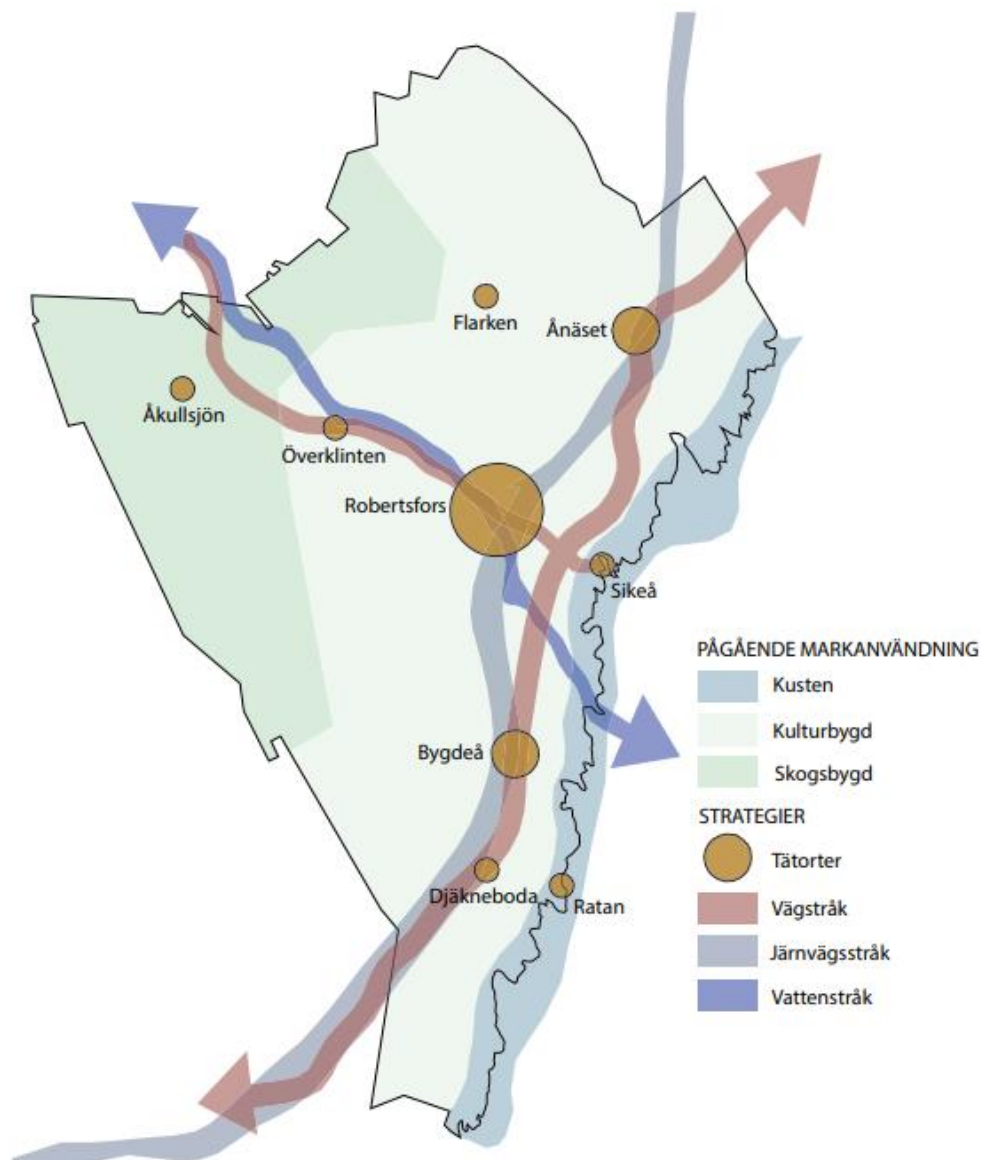 Flarken
Ånäset
Åkullsjön
Överklinten
Robertsfors
Sikeå
PÅGÅENDE MARKANVÄNDNING
Kusten
Kulturbygd
Bygdeå
Skogsbygd
STRATEGIER
Tätorter
Djäkneboda
Ratan
Vägstråk
Järnvägsstråk
Vattenstråk